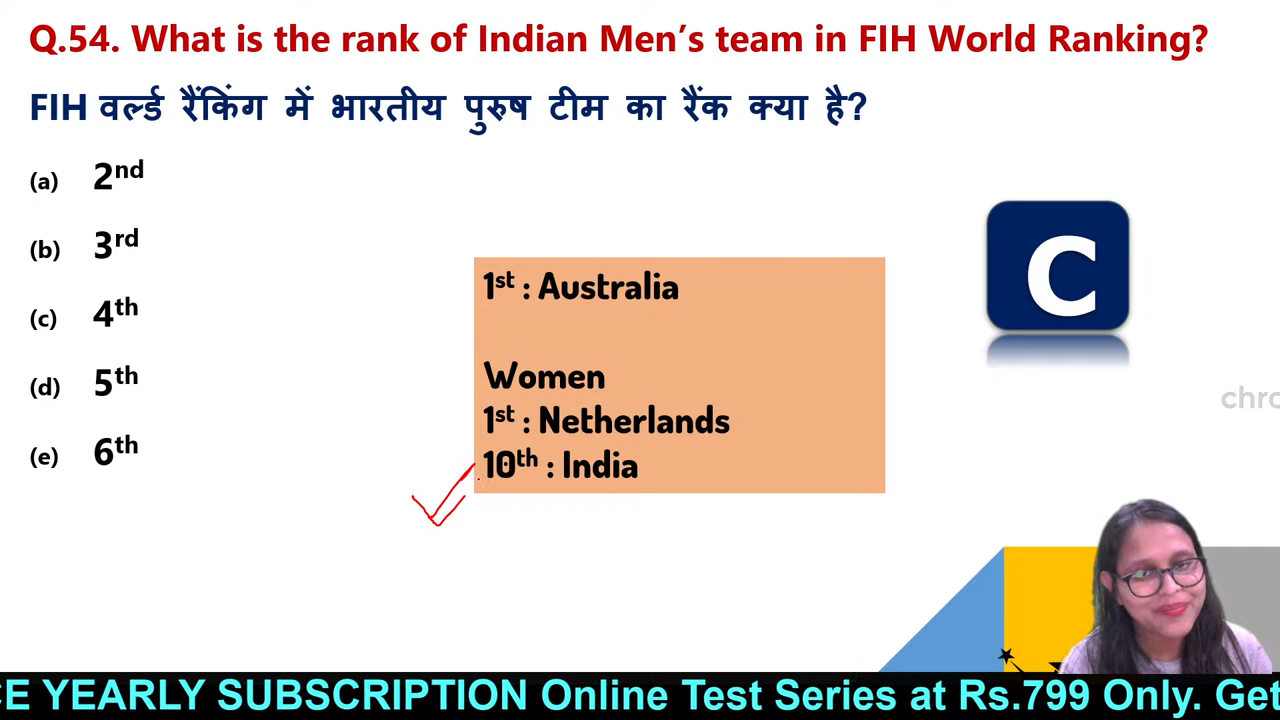 Q.54. What is the rank of Indian Men’s team in FIH World Ranking?
FIH वर्ल्ड रैंकिंग में भारतीय पुरुष टीम का रैंक क्या है?
(a) 2nd
(b) 3rd
(c) 4th
(d) 5th
(e) 6th
1st : Australia
Women
1st : Netherlands
10th : India
C
chro
CE YEARLY SUBSCRIPTION Online Test Series at Rs.799 Only. Get